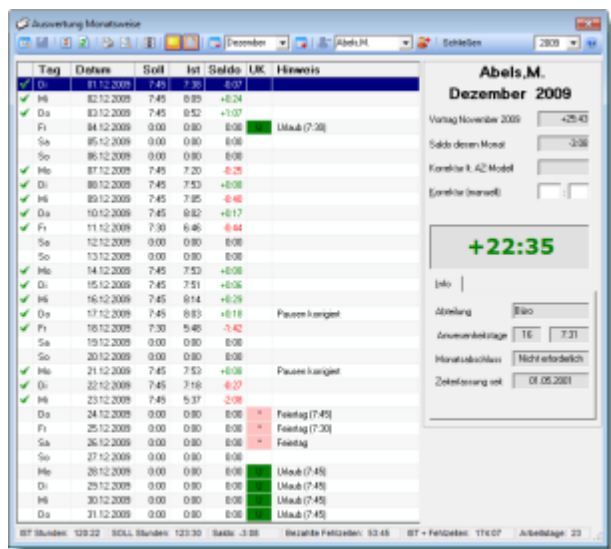 Auswertung Monatsweise
Dezember Abels,M. Schließen 2009
Tag Datum Soll Ist Saldo UK Hinweis
Di 01.12.2009 7:45 7:38 -0:07
Mi 02.12.2009 7:45 8:09 +0:24
Do 03.12.2009 7:45 8:52 +1:07
Fr 04.12.2009 0:00 0:00 0:00 U Urlaub (7:30)
Sa 05.12.2009 0:00 0:00 0:00
So 06.12.2009 0:00 0:00 0:00
Mo 07.12.2009 7:45 7:20 -0:25
Di 08.12.2009 7:45 7:53 +0:08
Mi 09.12.2009 7:45 7:05 -0:40
Do 10.12.2009 7:45 8:02 +0:17
Fr 11.12.2009 7:30 6:46 -0:44
Sa 12.12.2009 0:00 0:00 0:00
So 13.12.2009 0:00 0:00 0:00
Mo 14.12.2009 7:45 7:53 +0:08
Di 15.12.2009 7:45 7:51 +0:06
Mi 16.12.2009 7:45 8:14 +0:29
Do 17.12.2009 7:45 8:03 +0:18 Pausen korrigiert
Fr 18.12.2009 7:30 5:48 -1:42
Sa 19.12.2009 0:00 0:00 0:00
So 20.12.2009 0:00 0:00 0:00
Mo 21.12.2009 7:45 7:53 +0:08 Pausen korrigiert
Di 22.12.2009 7:45 7:18 -0:27
Mi 23.12.2009 7:45 5:37 -2:08
Do 24.12.2009 0:00 0:00 0:00 * Feiertag (7:45)
Fr 25.12.2009 0:00 0:00 0:00 * Feiertag (7:30)
Sa 26.12.2009 0:00 0:00 0:00 * Feiertag
So 27.12.2009 0:00 0:00 0:00
Mo 28.12.2009 0:00 0:00 0:00 U Urlaub (7:45)
Di 29.12.2009 0:00 0:00 0:00 U Urlaub (7:45)
Mi 30.12.2009 0:00 0:00 0:00 U Urlaub (7:45)
Do 31.12.2009 0:00 0:00 0:00 U Urlaub (7:45)
Abels,M.
Dezember 2009
Vortrag November 2009 +25:43
Saldo diesen Monat -3:08
Korrektur lt. AZ-Modell
Korrektur (manuell) :
+22:35
Info
Abteilung Büro
Anwesenheitstage 16 7:31
Monatsabschluss Nicht erforderlich
Zeiterfassung seit 01.05.2001
IST Stunden: 120:22 SOLL Stunden: 123:30 Saldo: -3:08 Bezahlte Fehlzeiten: 53:45 IST + Fehlzeiten: 174:07 Arbeitstage: 23